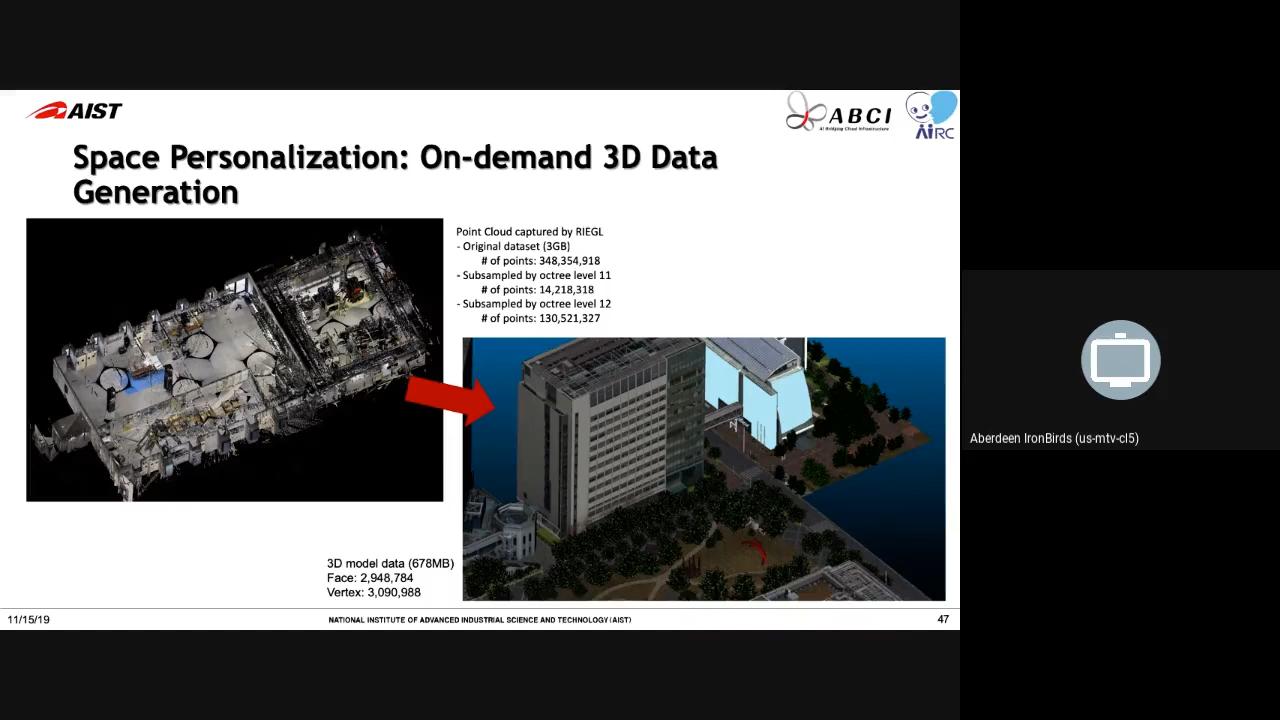 AIST
ABCI
AI Bridging Cloud Infrastructure
AIRC
Space Personalization: On-demand 3D Data
Generation
Point Cloud captured by RIEGL
- Original dataset (3GB)
# of points: 348,354,918
- Subsampled by octree level 11
# of points: 14,218,318
- Subsampled by octree level 12
# of points: 130,521,327
3D model data (678MB)
Face: 2,948,784
Vertex: 3,090,988
11/15/19
NATIONAL INSTITUTE OF ADVANCED INDUSTRIAL SCIENCE AND TECHNOLOGY (AIST)
47
Aberdeen IronBirds (us-mtv-cl5)